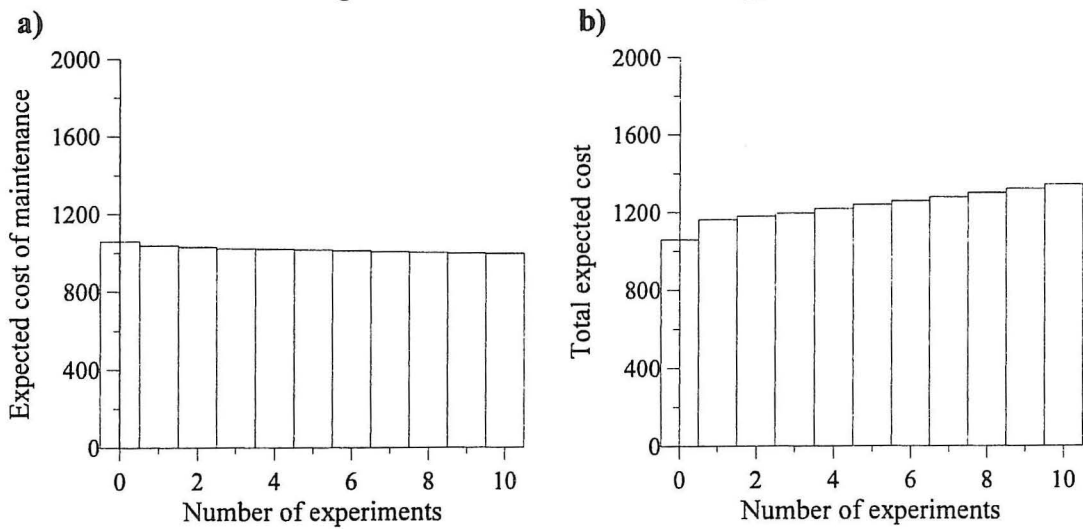 a)
Expected cost of maintenance
2000
1600
1200
800
400
0
0 2 4 6 8 10
Number of experiments
b)
Total expected cost
2000
1600
1200
800
400
0
0 2 4 6 8 10
Number of experiments